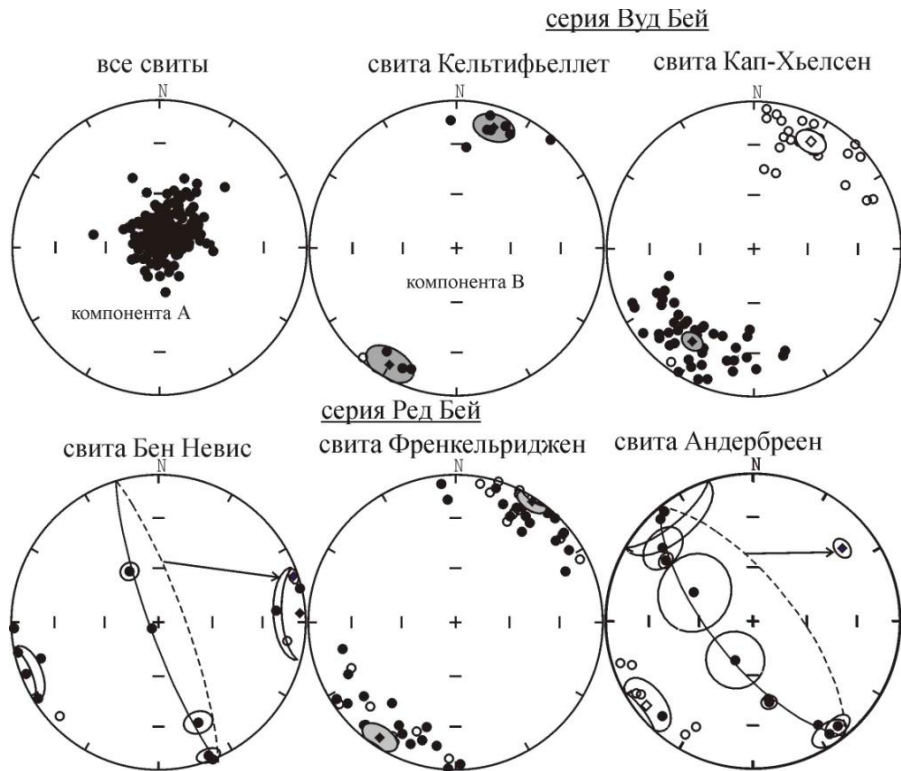 серия Вуд Бей
все свиты
свита Кельтифьеллет
свита Кап-Хьелсен
N
N
N
компонента А
компонента В
серия Ред Бей
свита Бен Невис
свита Френкельриджен
свита Андербреен
N
N
N